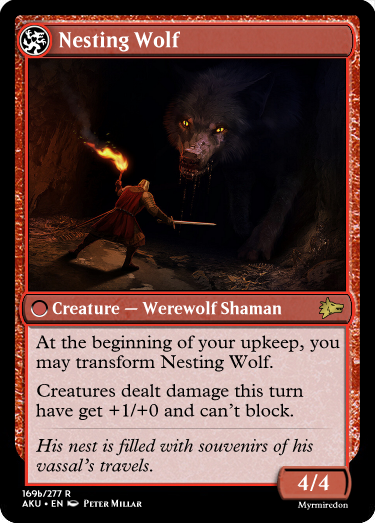 Nesting Wolf
Creature — Werewolf Shaman
At the beginning of your upkeep, you
may transform Nesting Wolf.
Creatures dealt damage this turn
have get +1/+0 and can't block.
His nest is filled with souvenirs of his
vassal's travels.
4/4
169b/277 R
AKU • EN Peter Millar
Myrmiredon